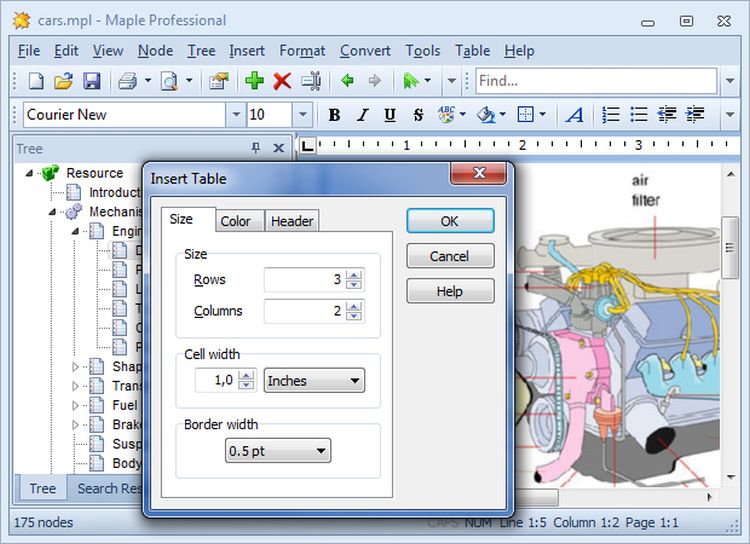 cars.mpl - Maple Professional
File Edit View Node Tree Insert Format Convert Tools Table Help
Find...
Courier New 10 B I U S ABC A
Tree
L 1 2 3
Resource
Mechanis
Shap
Trans
Fuel
Brake
Susp
Body
Tree Search Res
Insert Table
Size Color Header
Size
Rows 3
Columns 2
Cell width
1,0 Inches
Border width
0.5 pt
OK
Cancel
Help
air
filter
175 nodes CAPS NUM Line 1:5 Column 1:2 Page 1:1